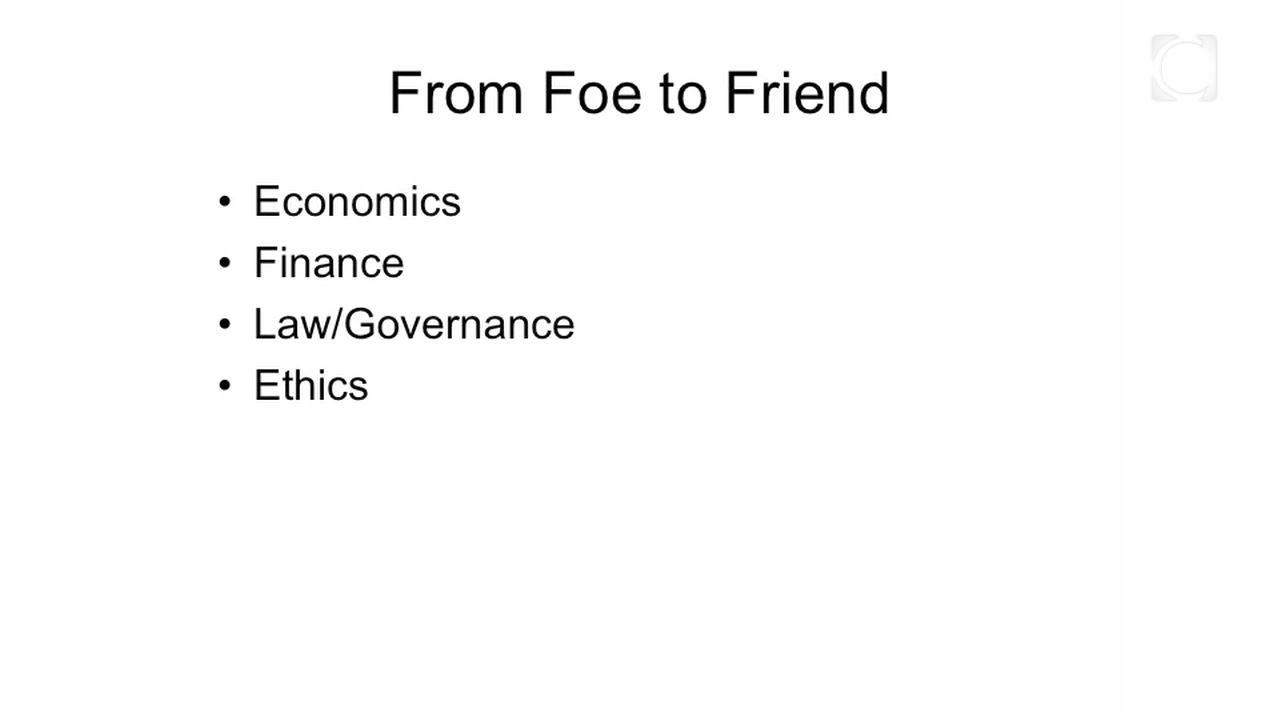 From Foe to Friend
• Economics
• Finance
• Law/Governance
• Ethics